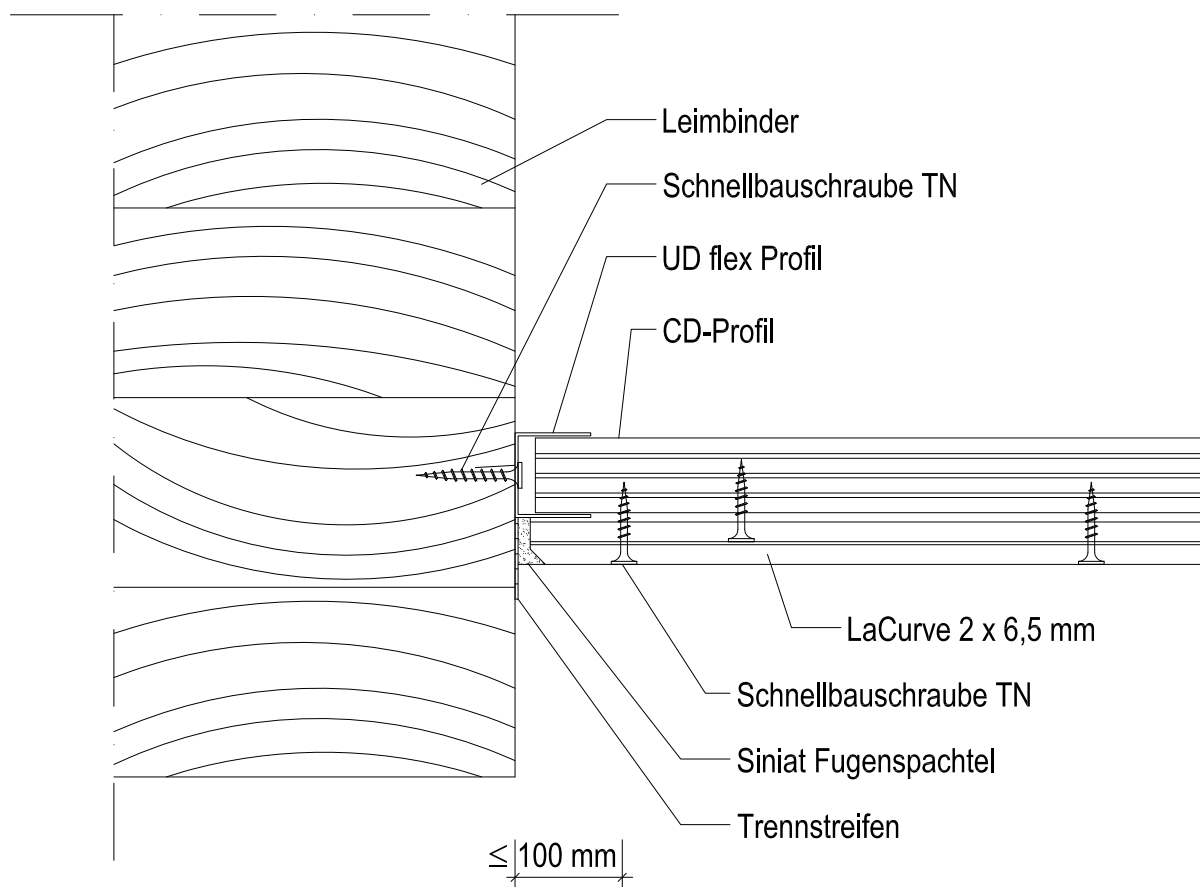 Leimbinder
Schnellbauschraube TN
UD flex Profil
CD-Profil
LaCurve 2 x 6,5 mm
Schnellbauschraube TN
Siniat Fugenspachtel
Trennstreifen
≤ 100 mm